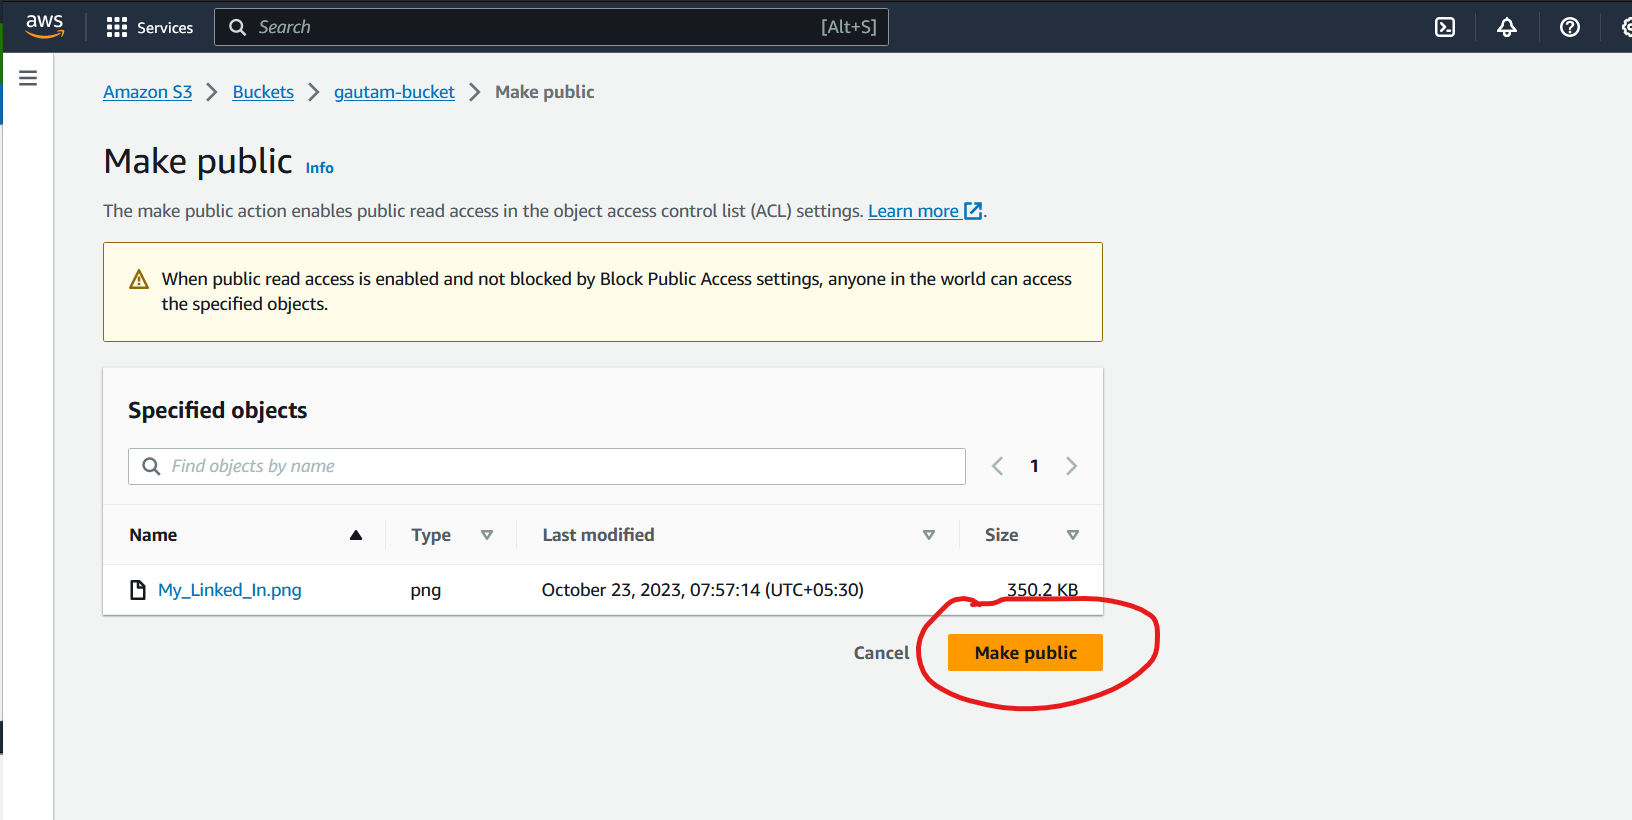 aws Services Search [Alt+S]
Amazon S3 Buckets gautam-bucket Make public
Make public Info
The make public action enables public read access in the object access control list (ACL) settings. Learn more.
When public read access is enabled and not blocked by Block Public Access settings, anyone in the world can access
the specified objects.
Specified objects
Find objects by name 1
Name Type Last modified Size
My_Linked_In.png png October 23, 2023, 07:57:14 (UTC+05:30) 350.2 KB
Cancel Make public